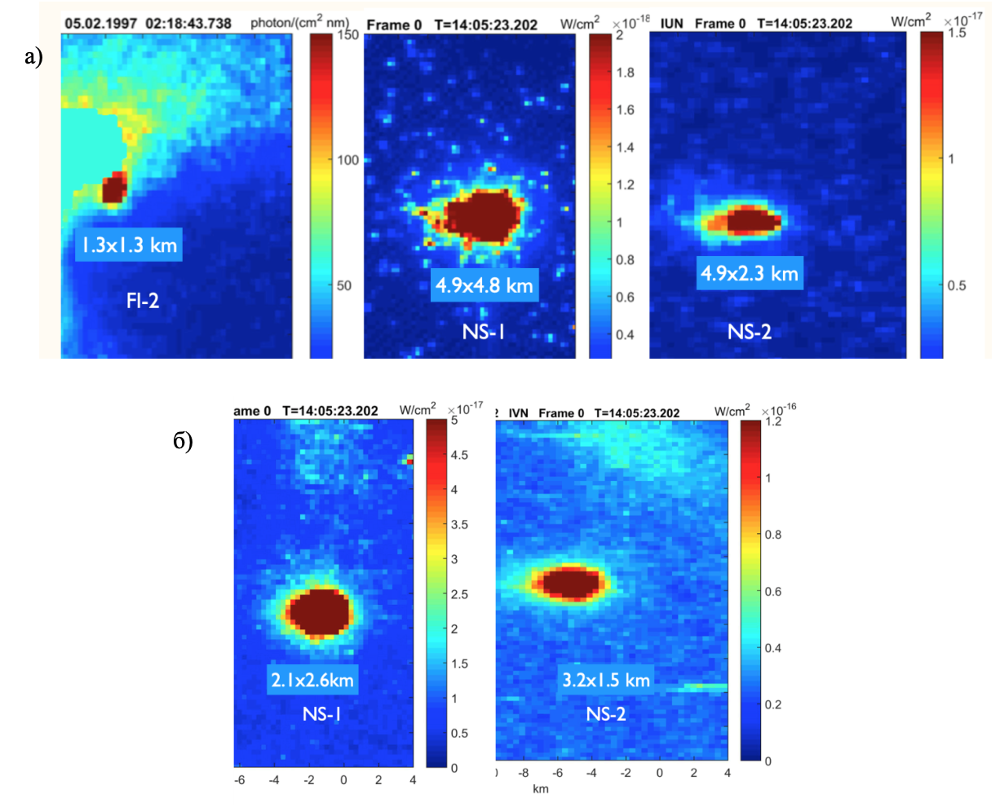 а)
05.02.1997 02:18:43.738 photon/(cm² nm)
150
100
50
1.3x1.3 km
FI-2
Frame 0 T=14:05:23.202 W/cm² ×10⁻¹⁸
2
1.8
1.6
1.4
1.2
1
0.8
0.6
0.4
4.9x4.8 km
NS-1
IUN Frame 0 T=14:05:23.202 W/cm² ×10⁻¹⁷
1.5
1
0.5
4.9x2.3 km
NS-2
б)
ame 0 T=14:05:23.202 W/cm² ×10⁻¹⁷
5
4.5
4
3.5
3
2.5
2
1.5
1
0.5
0
2.1x2.6km
NS-1
-6 -4 -2 0 2 4
2 IVN Frame 0 T=14:05:23.202 W/cm² ×10⁻¹⁶
1.2
1
0.8
0.6
0.4
0.2
0
3.2x1.5 km
NS-2
-8 -6 -4 -2 0 2 4
km